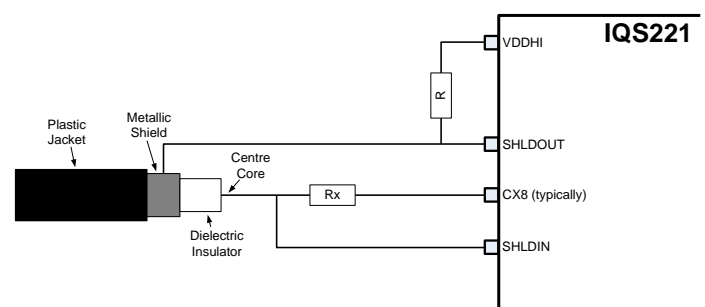 IQS221
VDDHI
R
Plastic
Jacket
Metallic
Shield
SHLDOUT
Centre
Core
Rx
CX8 (typically)
Dielectric
Insulator
SHLDIN